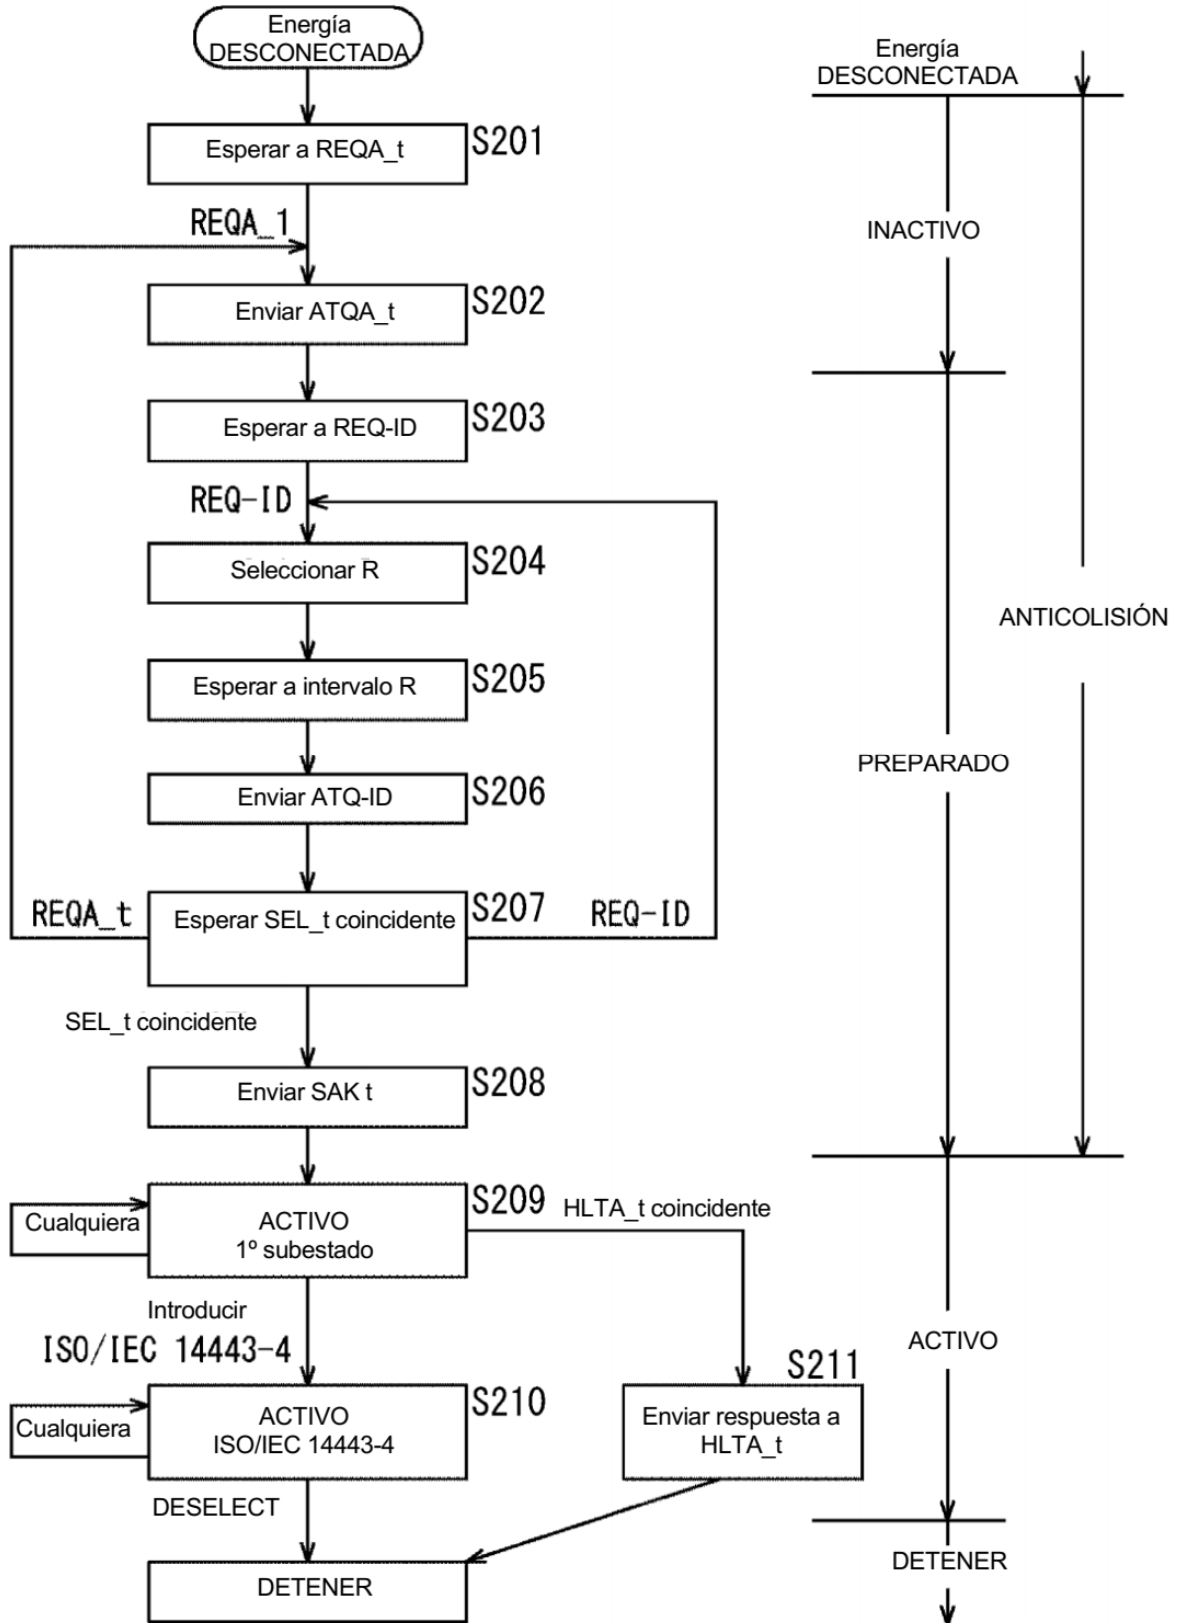 Energía
DESCONECTADA
Esperar a REQA_t
S201
REQA_1
Enviar ATQA_t
S202
Esperar a REQ-ID
S203
REQ-ID
Seleccionar R
S204
Esperar a intervalo R
S205
Enviar ATQ-ID
S206
REQA_t
Esperar SEL_t coincidente
S207
REQ-ID
SEL_t coincidente
Enviar SAK t
S208
Cualquiera
ACTIVO
1º subestado
S209
HLTA_t coincidente
Introducir
ISO/IEC 14443-4
Cualquiera
ACTIVO
ISO/IEC 14443-4
S210
S211
Enviar respuesta a
HLTA_t
DESELECT
DETENER
Energía
DESCONECTADA
INACTIVO
ANTICOLISIÓN
PREPARADO
ACTIVO
DETENER